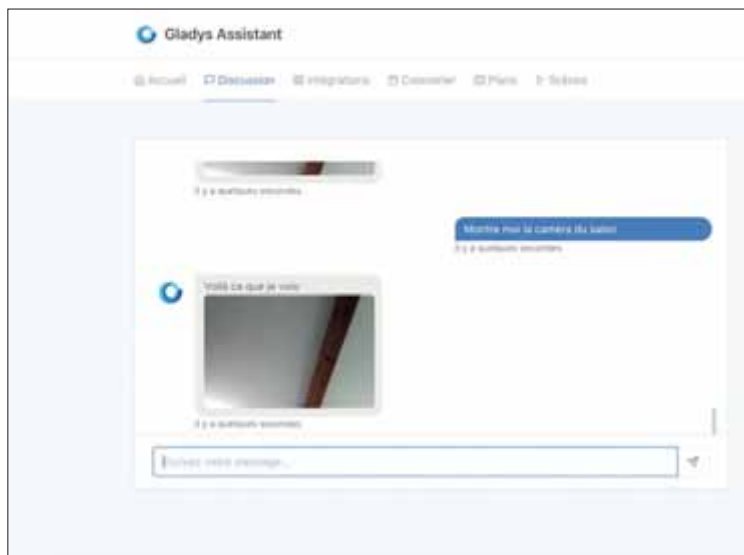 Gladys Assistant
Accueil Discussion Intégrations Calendrier Plans Scènes
il y a quelques secondes
Montre moi la caméra du salon
il y a quelques secondes
Voilà ce que je vois
il y a quelques secondes
Écrivez votre message...